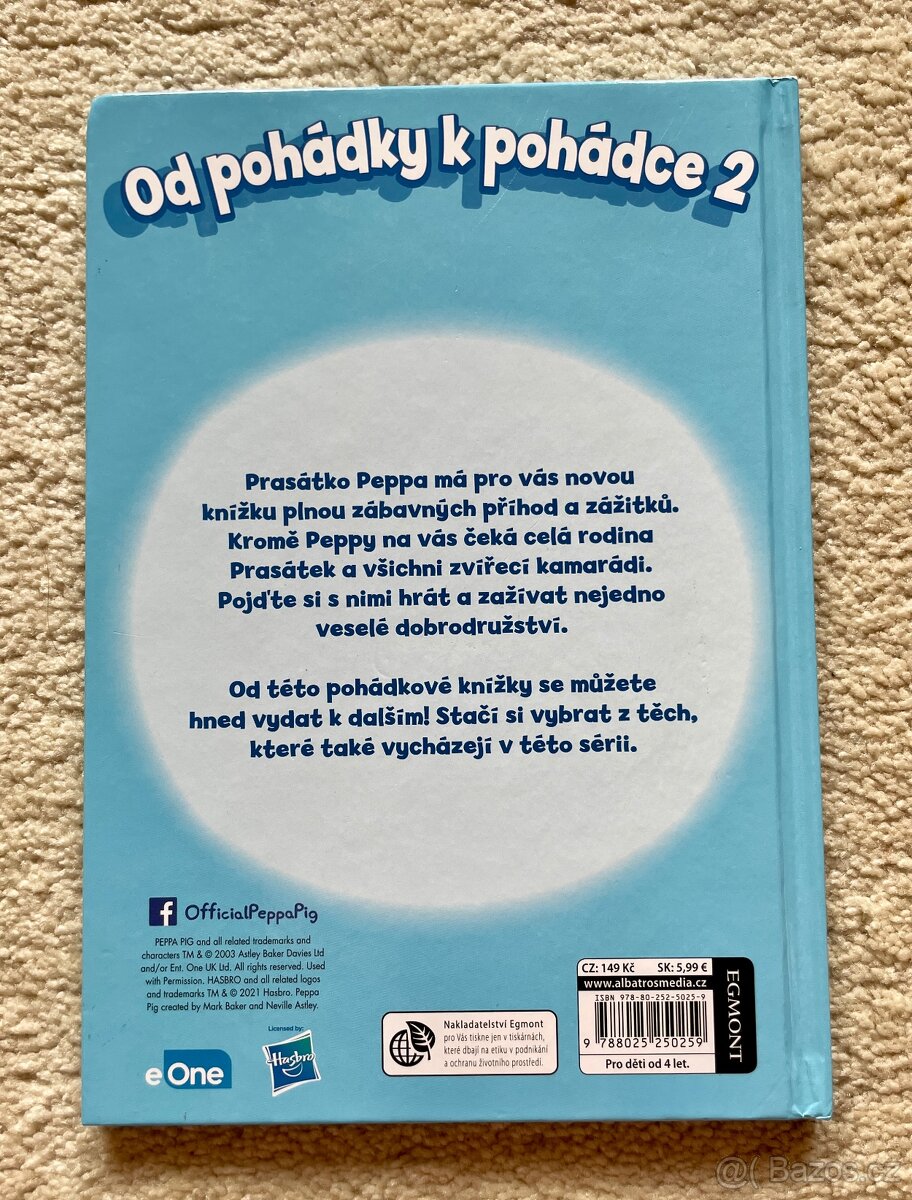 Od pohádky k pohádce 2
Prasátko Peppa má pro vás novou
knížku plnou zábavných příhod a zážitků.
Kromě Peppy na vás čeká celá rodina
Prasátek a všichni zvířecí kamarádi.
Pojďte si s nimi hrát a zažívat nejedno
veselé dobrodružství.
Od této pohádkové knížky se můžete
hned vydat k dalším! Stačí si vybrat z těch,
které také vycházejí v této sérii.
f OfficialPeppaPig
PEPPA PIG and all related trademarks and
characters TM & © 2003 Astley Baker Davies Ltd
and/or Ent. One UK Ltd. All rights reserved. Used
with Permission. HASBRO and all related logos
and trademarks TM & © 2021 Hasbro. Peppa
Pig created by Mark Baker and Neville Astley.
eOne
Licensed by:
Hasbro
Nakladatelství Egmont
pro Vás tiskne jen v tiskárnách,
které dbají na etiku v podnikání
a ochranu životního prostředí.
CZ: 149 Kč SK: 5,99 €
www.albatrosmedia.cz
ISBN 978-80-252-5025-9
9 788025 250259
Pro děti od 4 let.
EGMONT
@( Bazos.cz